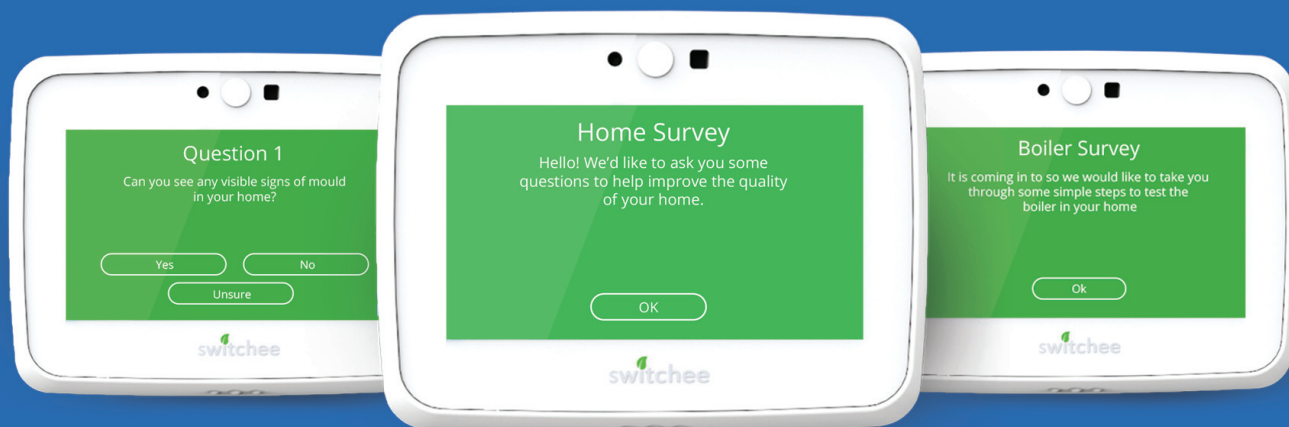 Question 1
Can you see any visible signs of mould
in your home?
Yes
No
Unsure
switchee
Home Survey
Hello! We'd like to ask you some
questions to help improve the quality
of your home.
OK
switchee
Boiler Survey
It is coming in to so we would like to take you
through some simple steps to test the
boiler in your home
Ok
switchee